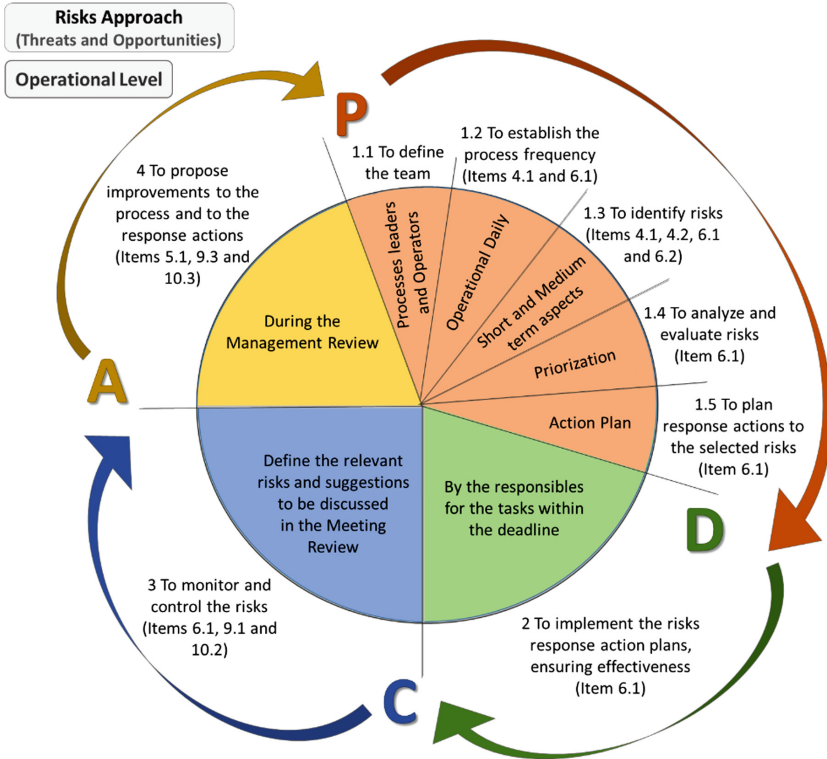 Risks Approach
(Threats and Opportunities)
Operational Level
P
1.1 To define
the team
1.2 To establish the
process frequency
(Items 4.1 and 6.1)
1.3 To identify risks
(Items 4.1, 4.2, 6.1
and 6.2)
1.4 To analyze and
evaluate risks
(Item 6.1)
1.5 To plan
response actions to
the selected risks
(Item 6.1)
Processes leaders
and Operators
Operational Daily
Short and Medium
term aspects
Priorization
Action Plan
D
By the responsibles
for the tasks within
the deadline
2 To implement the risks
response action plans,
ensuring effectiveness
(Item 6.1)
C
Define the relevant
risks and suggestions
to be discussed
in the Meeting
Review
3 To monitor and
control the risks
(Items 6.1, 9.1 and
10.2)
A
During the
Management Review
4 To propose
improvements to the
process and to the
response actions
(Items 5.1, 9.3 and
10.3)